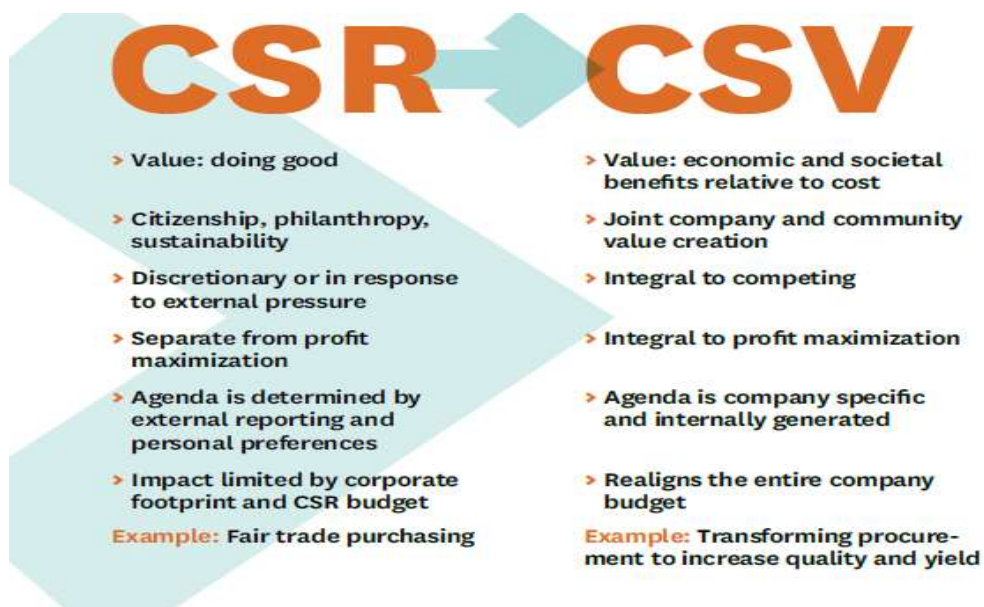 CSR CSV
> Value: doing good
> Value: economic and societal
benefits relative to cost
> Citizenship, philanthropy,
sustainability
> Joint company and community
value creation
> Discretionary or in response
to external pressure
> Integral to competing
> Separate from profit
maximization
> Integral to profit maximization
> Agenda is determined by
external reporting and
personal preferences
> Agenda is company specific
and internally generated
> Impact limited by corporate
footprint and CSR budget
> Realigns the entire company
budget
Example: Fair trade purchasing
Example: Transforming procure-
ment to increase quality and yield